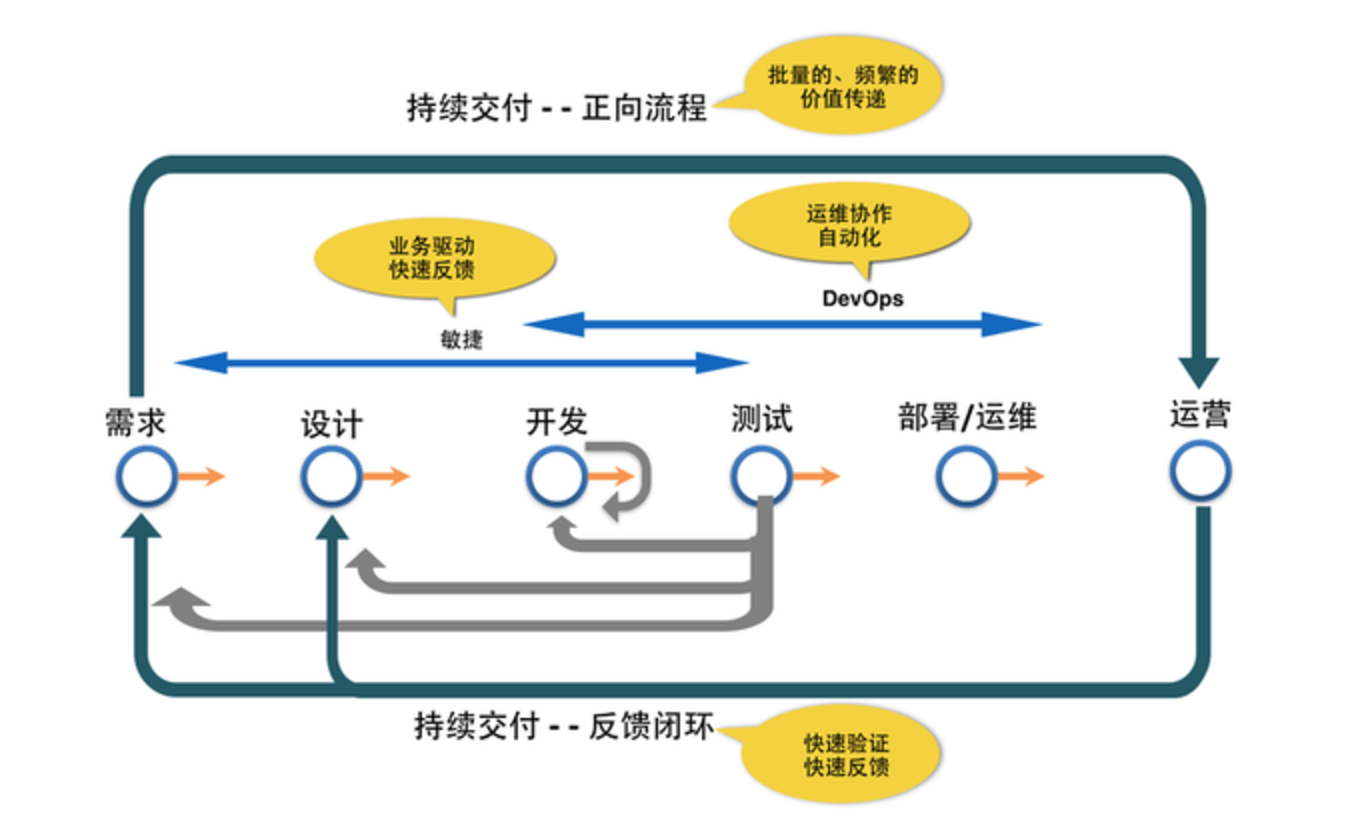 批量的、频繁的
价值传递
持续交付 - - 正向流程
运维协作
自动化
业务驱动
快速反馈
DevOps
敏捷
需求
设计
开发
测试
部署/运维
运营
持续交付 - - 反馈闭环
快速验证
快速反馈